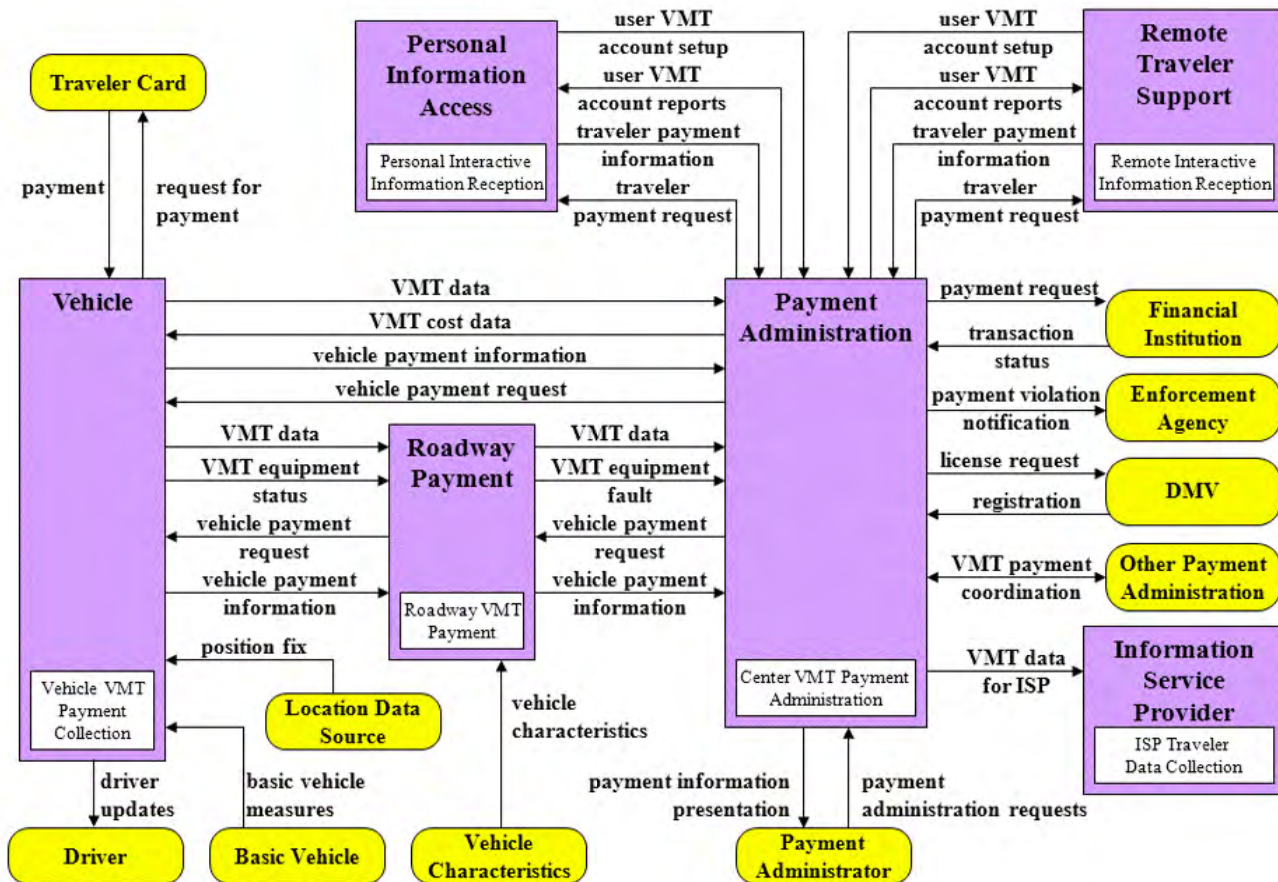 Traveler Card
payment
request for
payment
Personal
Information
Access
Personal Interactive
Information Reception
user VMT
account setup
user VMT
account reports
traveler payment
information
traveler
payment request
user VMT
account setup
user VMT
account reports
traveler payment
information
traveler
payment request
Remote
Traveler
Support
Remote Interactive
Information Reception
Vehicle
Vehicle VMT
Payment
Collection
VMT data
VMT cost data
vehicle payment information
vehicle payment request
VMT data
VMT equipment
status
vehicle payment
request
vehicle payment
information
position fix
Location Data
Source
Roadway
Payment
Roadway VMT
Payment
VMT data
VMT equipment
fault
vehicle payment
request
vehicle payment
information
vehicle
characteristics
Payment
Administration
Center VMT Payment
Administration
payment request
transaction
status
payment violation
notification
license request
registration
VMT payment
coordination
VMT data
for ISP
Financial
Institution
Enforcement
Agency
DMV
Other Payment
Administration
Information
Service
Provider
ISP Traveler
Data Collection
driver
updates
basic vehicle
measures
payment information
presentation
payment
administration requests
Driver
Basic Vehicle
Vehicle
Characteristics
Payment
Administrator